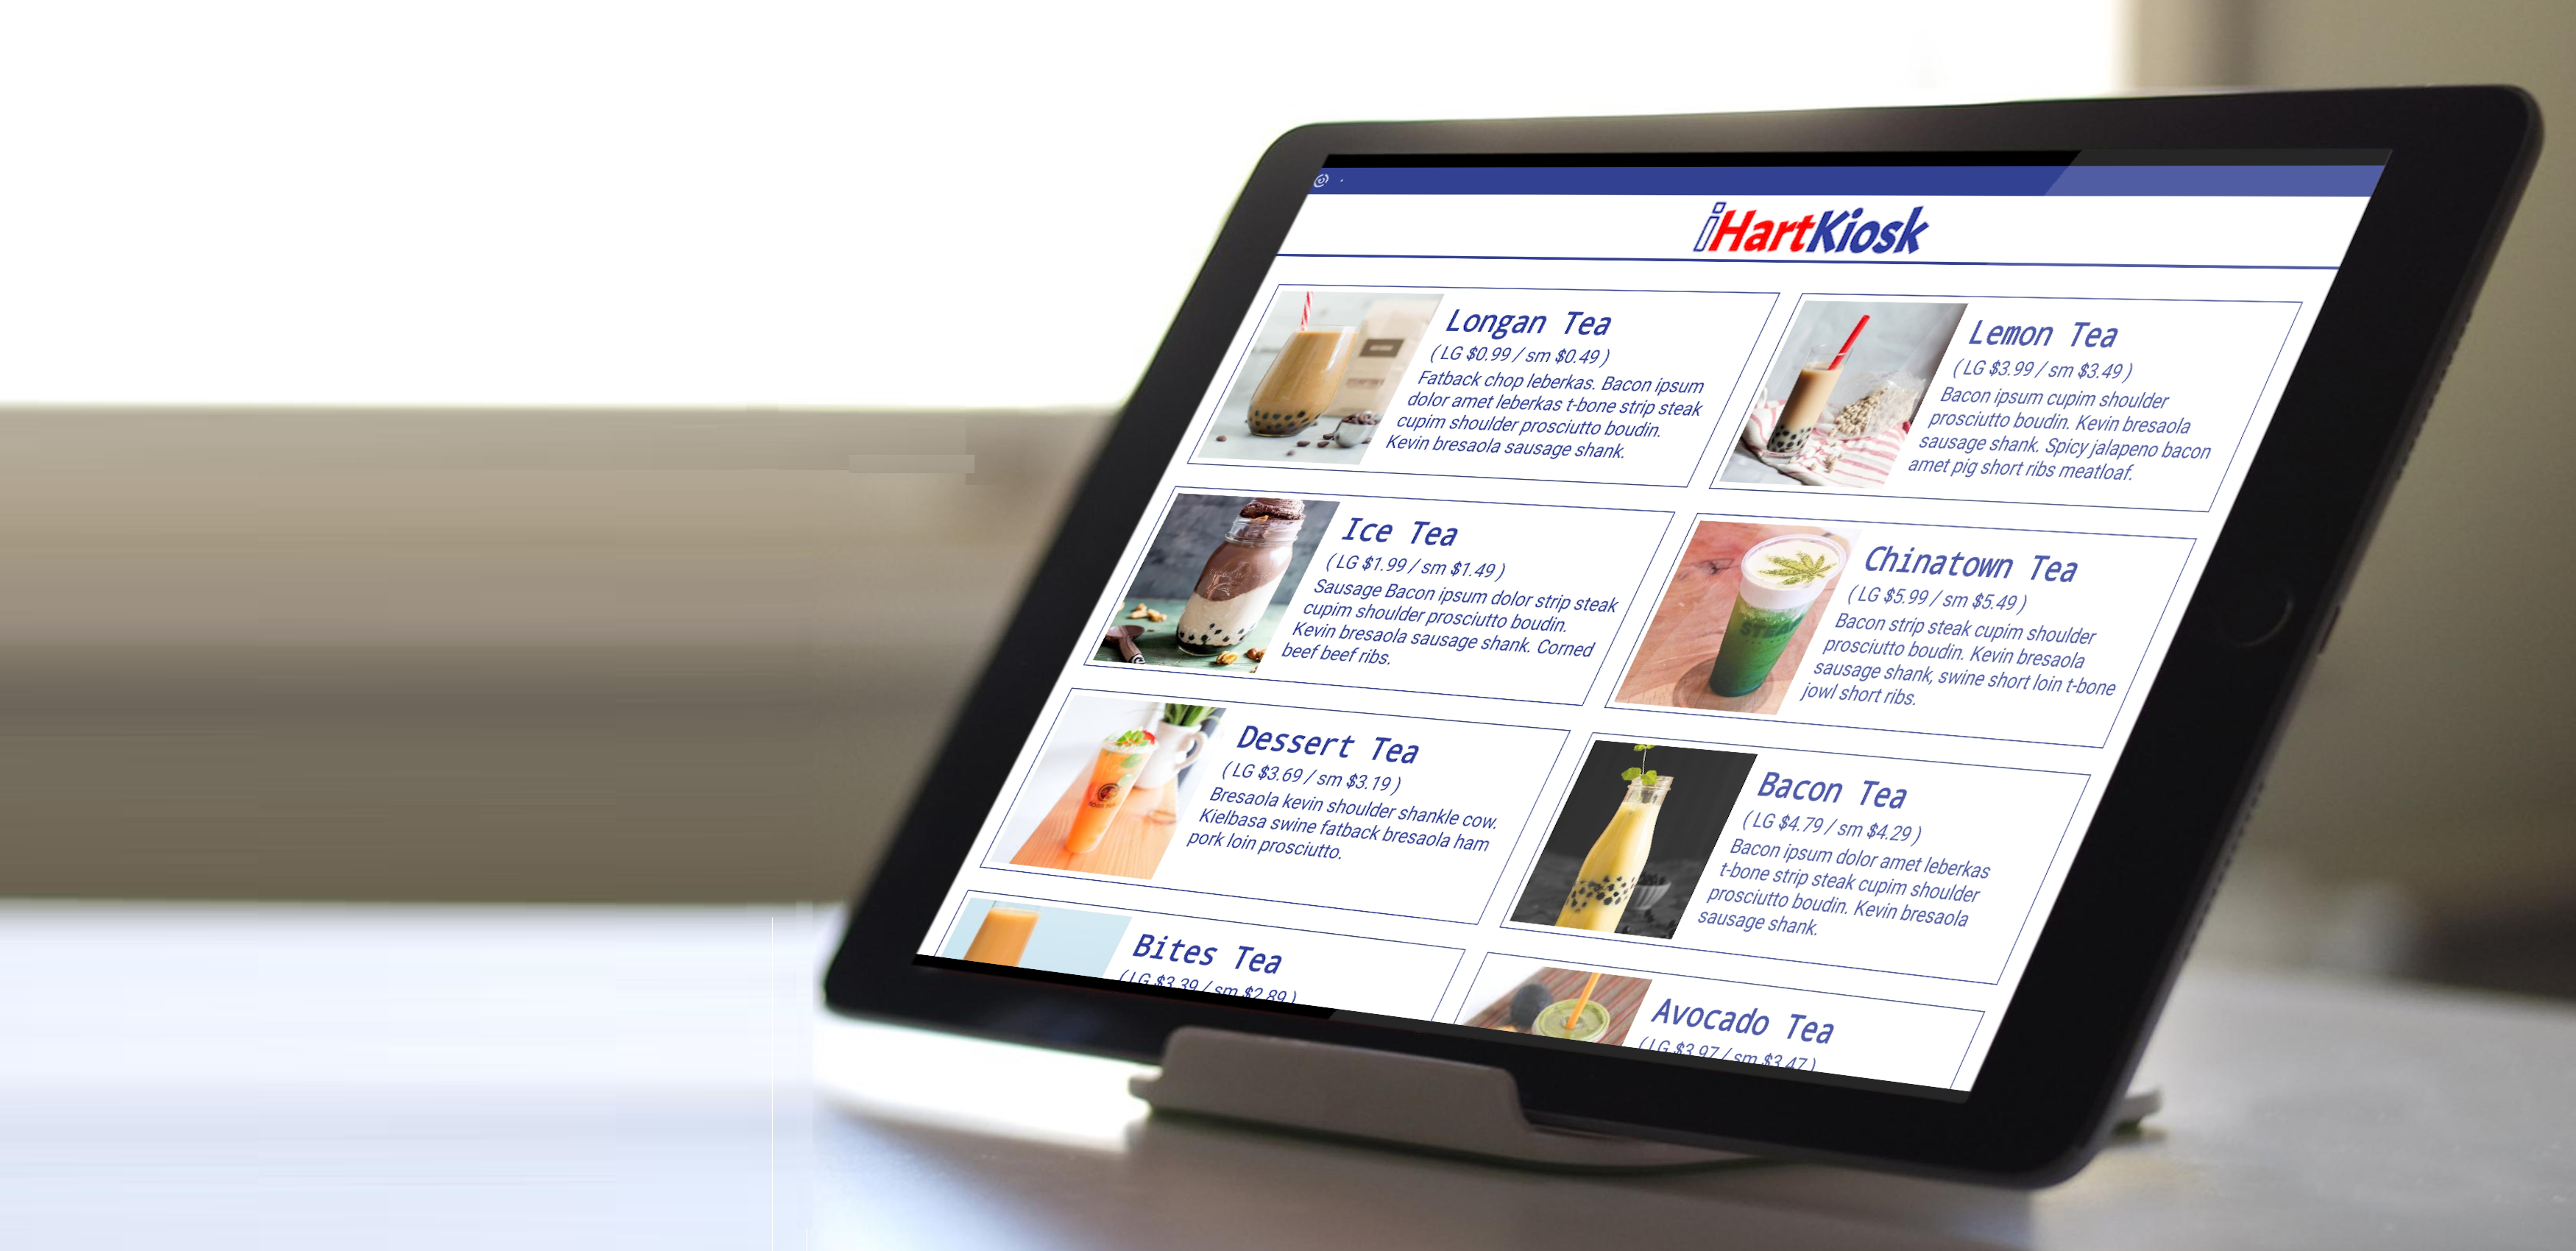 iHartKiosk
Longan Tea
( LG $0.99 / sm $0.49 )
Fatback chop leberkas. Bacon ipsum
dolor amet leberkas t-bone strip steak
cupim shoulder prosciutto boudin.
Kevin bresaola sausage shank.
Lemon Tea
( LG $3.99 / sm $3.49 )
Bacon ipsum cupim shoulder
prosciutto boudin. Kevin bresaola
sausage shank. Spicy jalapeno bacon
amet pig short ribs meatloaf.
Ice Tea
( LG $1.99 / sm $1.49 )
Sausage Bacon ipsum dolor strip steak
cupim shoulder prosciutto boudin.
Kevin bresaola sausage shank. Corned
beef beef ribs.
Chinatown Tea
( LG $5.99 / sm $5.49 )
Bacon strip steak cupim shoulder
prosciutto boudin. Kevin bresaola
sausage shank, swine short loin t-bone
jowl short ribs.
Dessert Tea
( LG $3.69 / sm $3.19 )
Bresaola kevin shoulder shankle cow.
Kielbasa swine fatback bresaola ham
pork loin prosciutto.
Bacon Tea
( LG $4.79 / sm $4.29 )
Bacon ipsum dolor amet leberkas
t-bone strip steak cupim shoulder
prosciutto boudin. Kevin bresaola
sausage shank.
Bites Tea
( LG $3.39 / sm $2.89 )
Avocado Tea
( LG $3.97 / sm $3.47 )